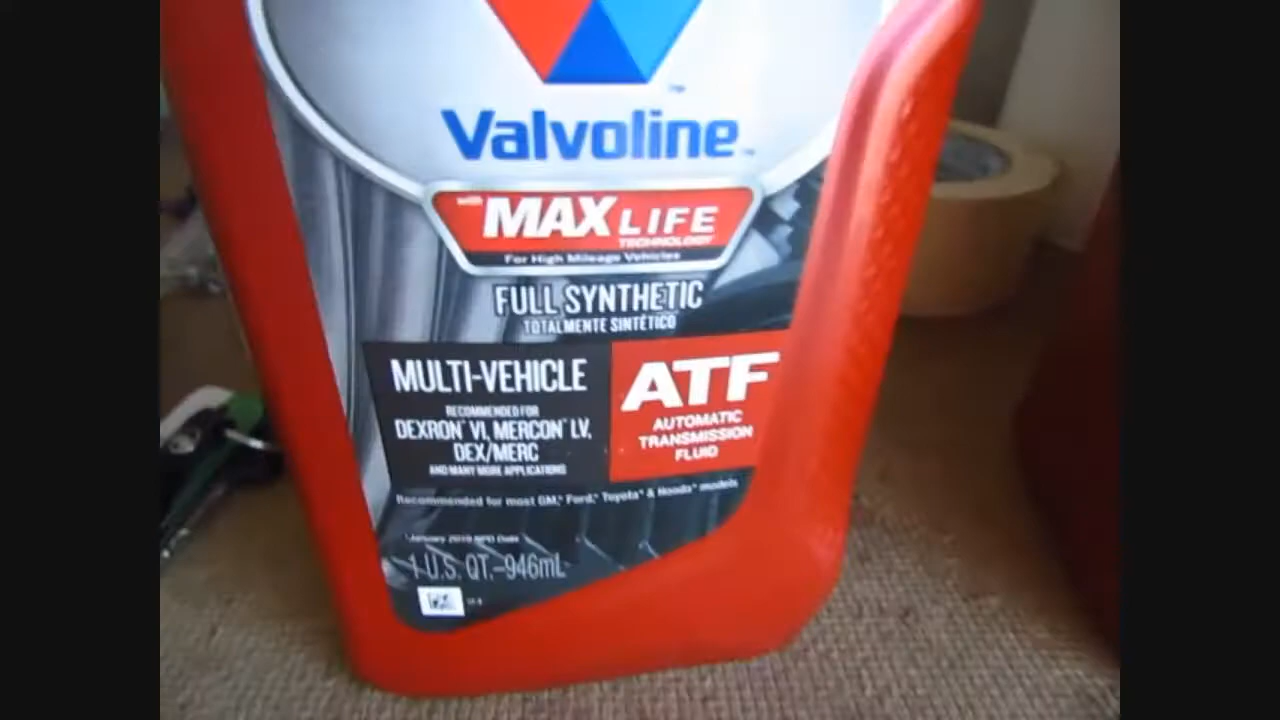 Valvoline™
with
MAX LIFE
TECHNOLOGY
For High Mileage Vehicles
FULL SYNTHETIC
TOTALMENTE SINTÉTICO
MULTI-VEHICLE
RECOMMENDED FOR
DEXRON® VI, MERCON® LV,
DEX/MERC
AND MANY MORE APPLICATIONS
ATF
AUTOMATIC
TRANSMISSION
FLUID
Recommended for most GM,* Ford,* Toyota* & Honda* models
1 U.S. QT.–946mL